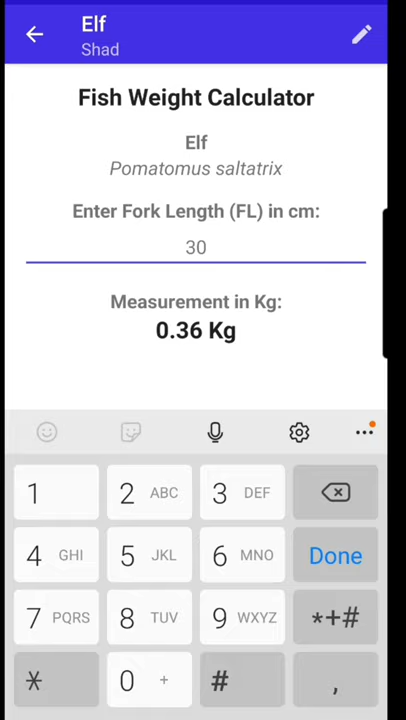 Elf
Shad
Fish Weight Calculator
Elf
Pomatomus saltatrix
Enter Fork Length (FL) in cm:
30
Measurement in Kg:
0.36 Kg
1 2 ABC 3 DEF
4 GHI 5 JKL 6 MNO Done
7 PQRS 8 TUV 9 WXYZ *+#
* 0 + # ,